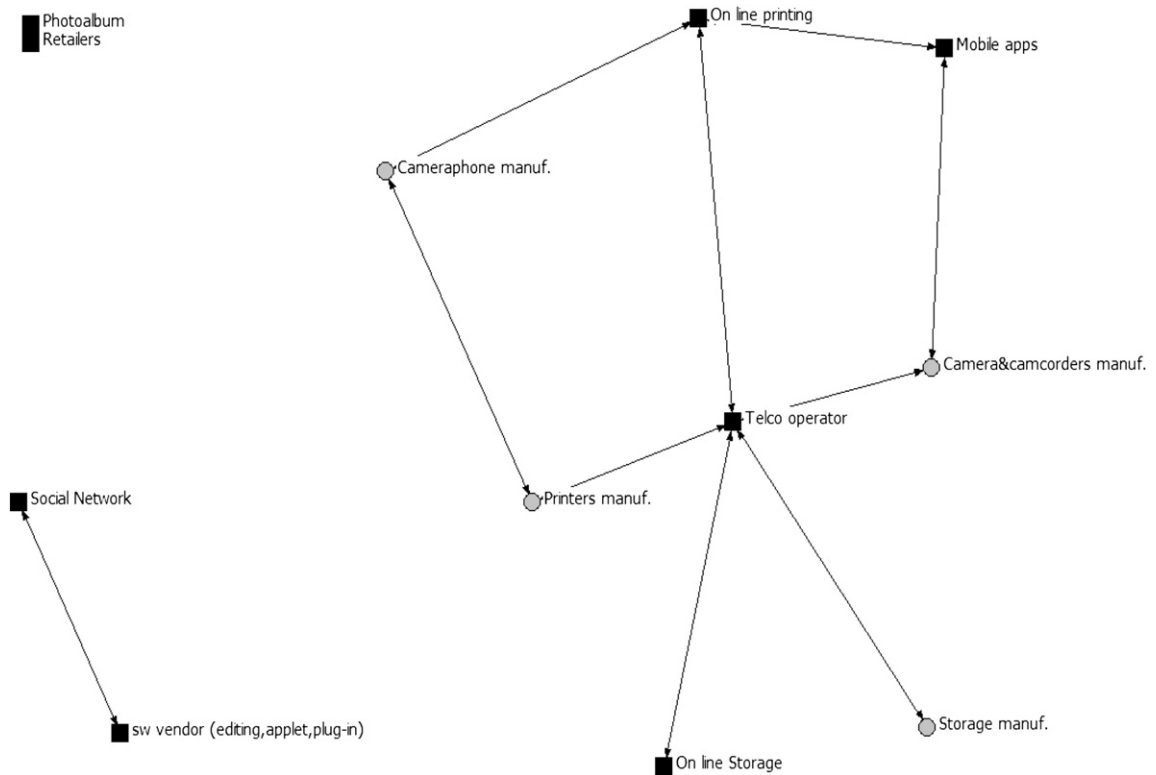 Photoalbum
Retailers
On line printing
Mobile apps
Cameraphone manuf.
Camera&camcorders manuf.
Telco operator
Social Network
Printers manuf.
sw vendor (editing,applet,plug-in)
Storage manuf.
On line Storage